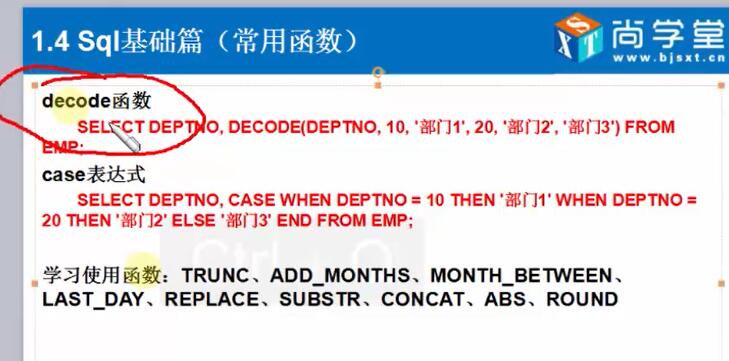 1.4 Sql基础篇（常用函数）
SXT
尚学堂
www.bjsxt.cn
decode函数
SELECT DEPTNO, DECODE(DEPTNO, 10, '部门1', 20, '部门2', '部门3') FROM
EMP;
case表达式
SELECT DEPTNO, CASE WHEN DEPTNO = 10 THEN '部门1' WHEN DEPTNO =
20 THEN '部门2' ELSE '部门3' END FROM EMP;
Ctrl + Q
学习使用函数：TRUNC、ADD_MONTHS、MONTH_BETWEEN、
LAST_DAY、REPLACE、SUBSTR、CONCAT、ABS、ROUND